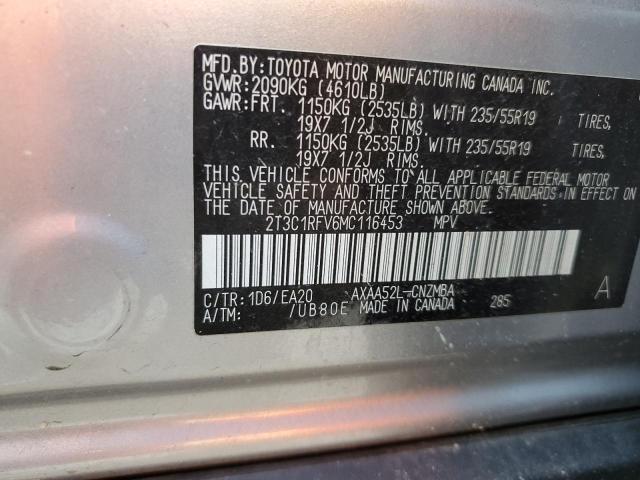 MFD. BY: TOYOTA MOTOR MANUFACTURING CANADA INC.
GVWR: 2090KG (4610LB)
GAWR: FRT. 1150KG (2535LB) WITH 235/55R19 TIRES,
19X7 1/2J RIMS.
RR. 1150KG (2535LB) WITH 235/55R19 TIRES,
19X7 1/2J RIMS.
THIS VEHICLE CONFORMS TO ALL APPLICABLE FEDERAL MOTOR
VEHICLE SAFETY AND THEFT PREVENTION STANDARDS IN EFFECT ON
THE DATE OF MANUFACTURE SHOWN ABOVE.
2T3C1RFV6MC116453 MPV
C/TR: 1D6/EA20 AXAA52L-CNZMBA
A/TM: /UB80E MADE IN CANADA 285 A